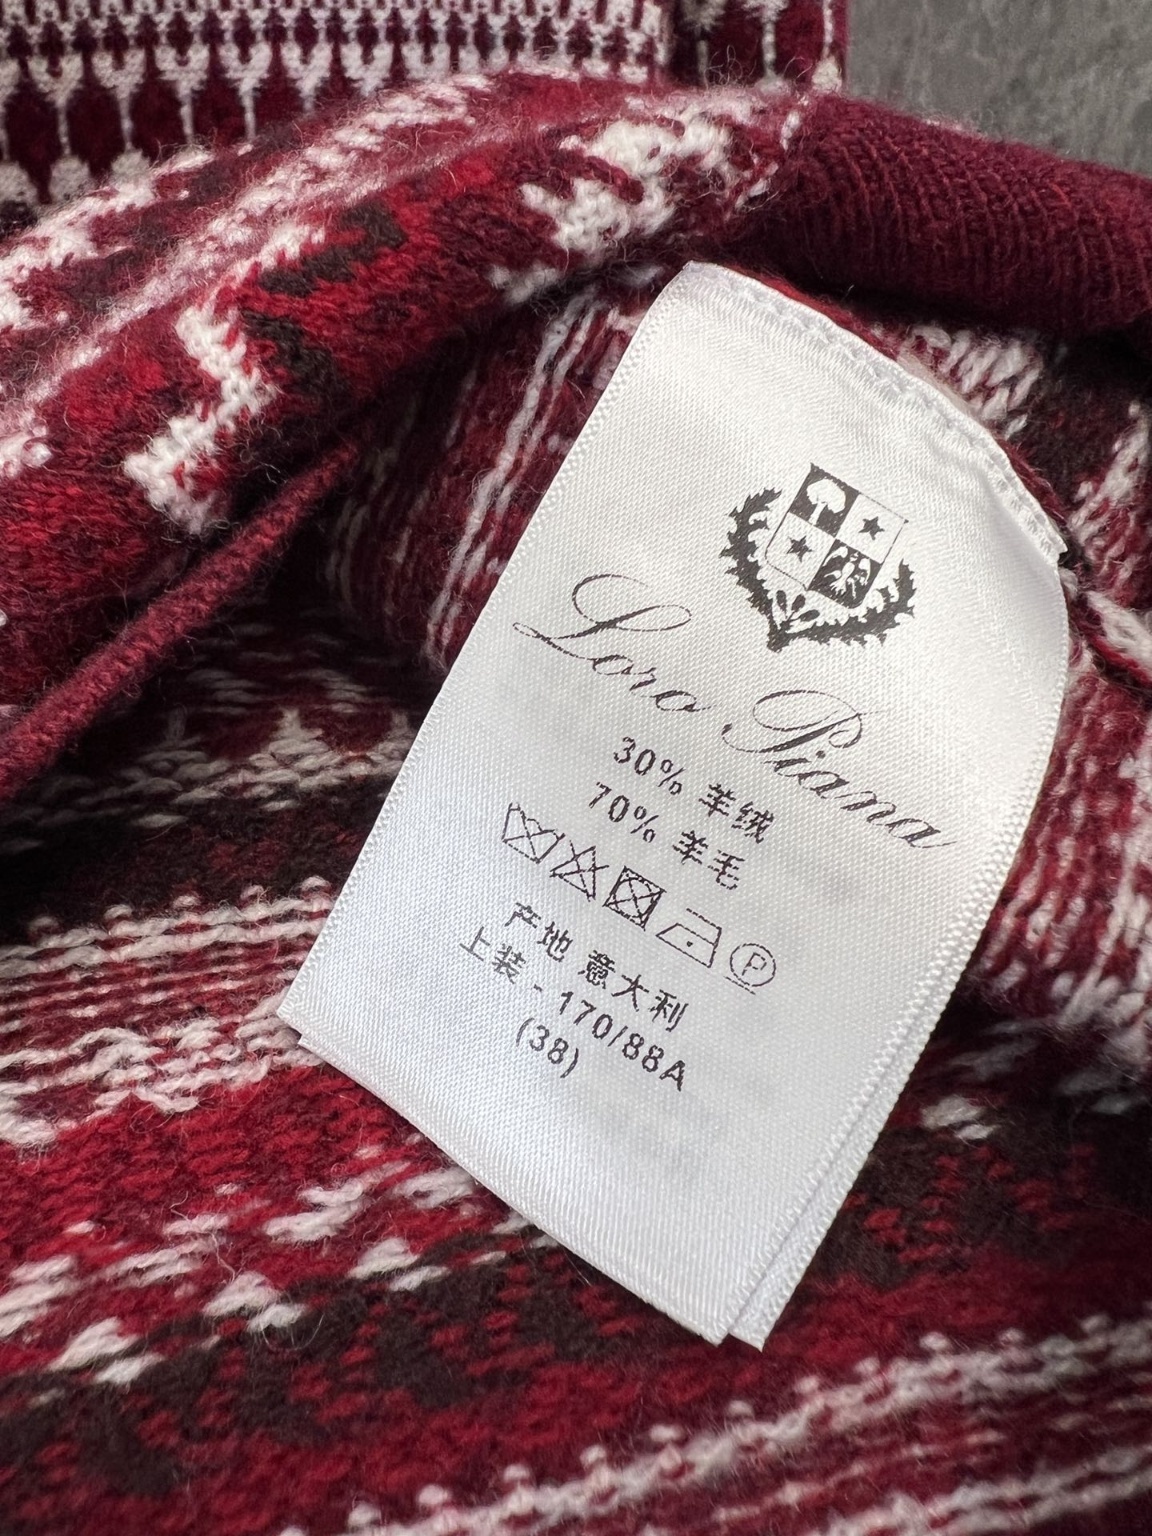 Loro Piana
30% 羊绒
70% 羊毛
P
产地 意大利
上装 - 170/88A
(38)